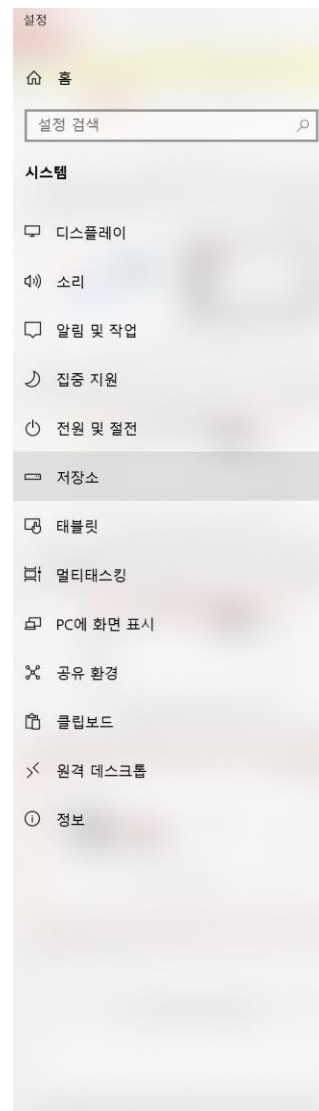 설정
홈
설정 검색
시스템
디스플레이
소리
알림 및 작업
집중 지원
전원 및 절전
저장소
태블릿
멀티태스킹
PC에 화면 표시
공유 환경
클립보드
원격 데스크톱
정보